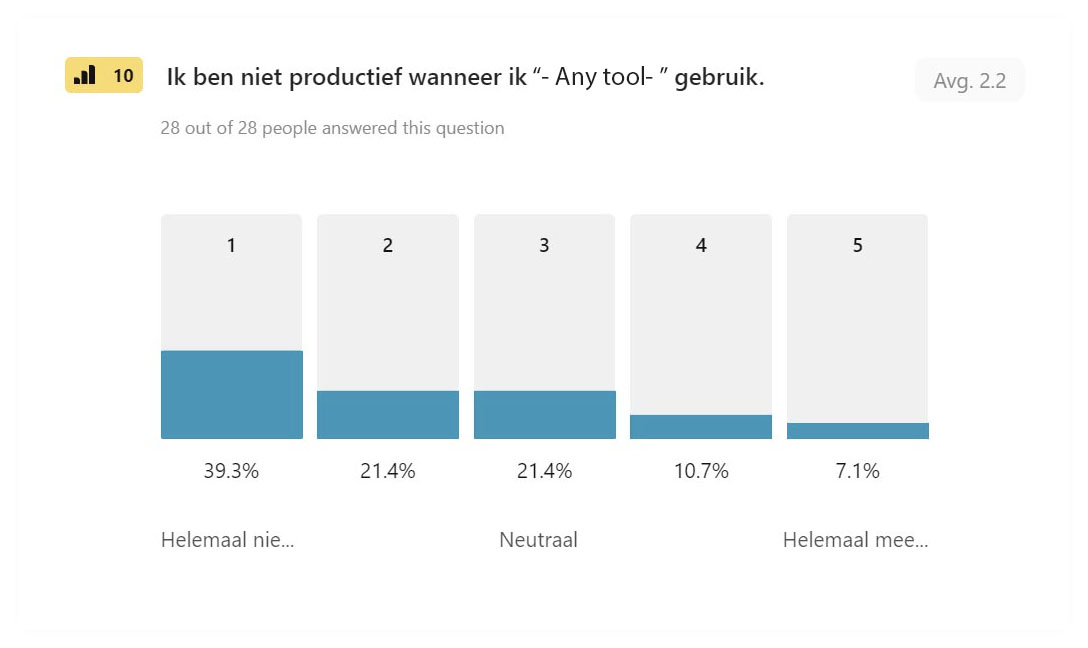 10 Ik ben niet productief wanneer ik “- Any tool- ” gebruik. Avg. 2.2
28 out of 28 people answered this question
1 2 3 4 5
39.3% 21.4% 21.4% 10.7% 7.1%
Helemaal nie... Neutraal Helemaal mee...